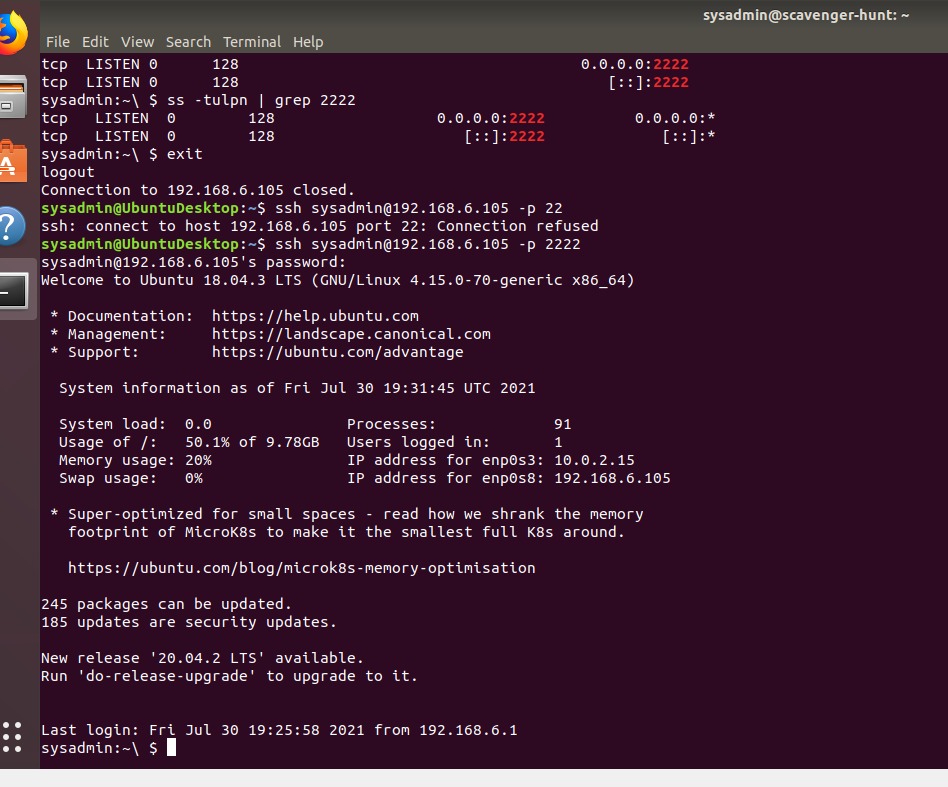 sysadmin@scavenger-hunt: ~
File Edit View Search Terminal Help
tcp LISTEN 0 128 0.0.0.0:2222
tcp LISTEN 0 128 [::]:2222
sysadmin:~\ $ ss -tulpn | grep 2222
tcp LISTEN 0 128 0.0.0.0:2222 0.0.0.0:*
tcp LISTEN 0 128 [::]:2222 [::]:*
sysadmin:~\ $ exit
logout
Connection to 192.168.6.105 closed.
sysadmin@UbuntuDesktop:~$ ssh sysadmin@192.168.6.105 -p 22
ssh: connect to host 192.168.6.105 port 22: Connection refused
sysadmin@UbuntuDesktop:~$ ssh sysadmin@192.168.6.105 -p 2222
sysadmin@192.168.6.105's password:
Welcome to Ubuntu 18.04.3 LTS (GNU/Linux 4.15.0-70-generic x86_64)
* Documentation: https://help.ubuntu.com
* Management: https://landscape.canonical.com
* Support: https://ubuntu.com/advantage
System information as of Fri Jul 30 19:31:45 UTC 2021
System load: 0.0 Processes: 91
Usage of /: 50.1% of 9.78GB Users logged in: 1
Memory usage: 20% IP address for enp0s3: 10.0.2.15
Swap usage: 0% IP address for enp0s8: 192.168.6.105
* Super-optimized for small spaces - read how we shrank the memory
footprint of MicroK8s to make it the smallest full K8s around.
https://ubuntu.com/blog/microk8s-memory-optimisation
245 packages can be updated.
185 updates are security updates.
New release '20.04.2 LTS' available.
Run 'do-release-upgrade' to upgrade to it.
Last login: Fri Jul 30 19:25:58 2021 from 192.168.6.1
sysadmin:~\ $